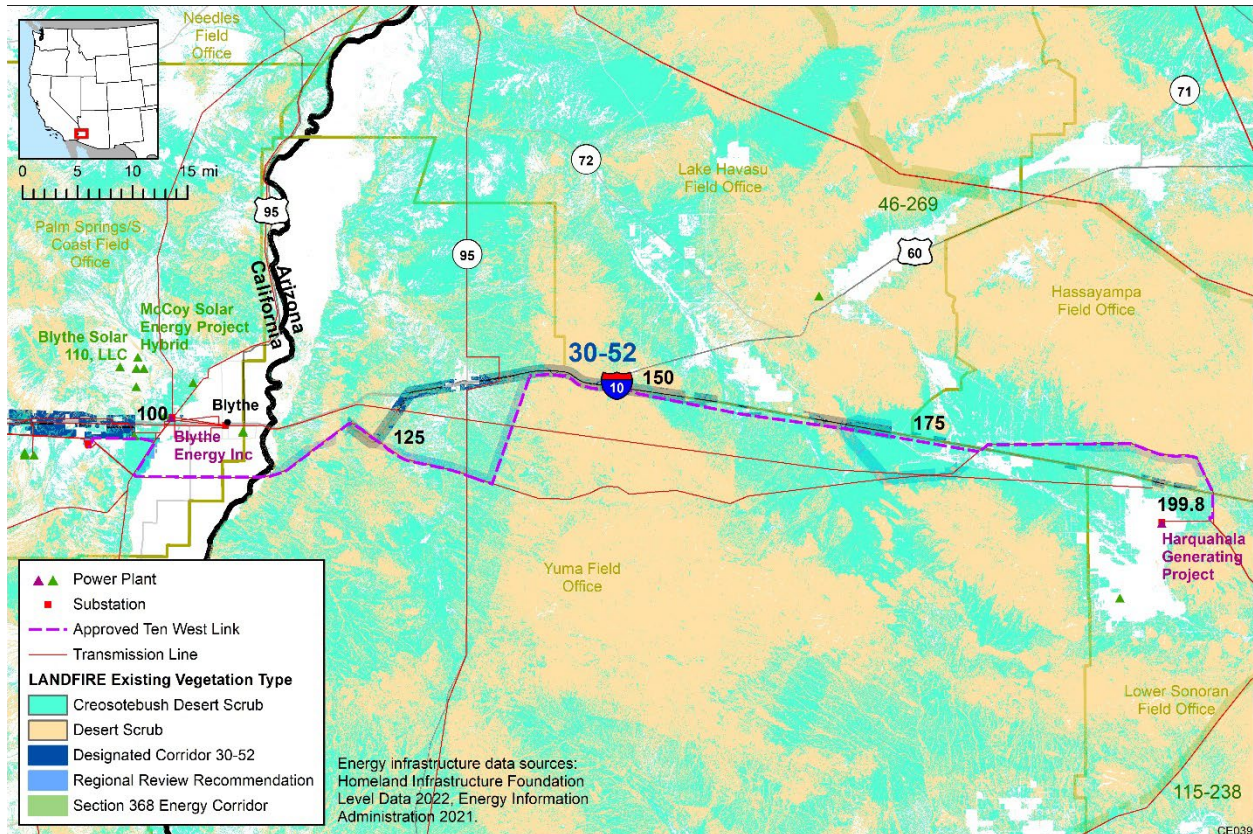 Needles
Field
Office
0 5 10 15 mi
Palm Springs/S.
Coast Field
Office
95
Arizona
California
McCoy Solar
Energy Project
Hybrid
Blythe Solar
110, LLC
100
Blythe
Blythe
Energy Inc
72
95
Lake Havasu
Field Office
71
46-269
60
Hassayampa
Field Office
30-52
10
150
125
175
199.8
Harquahala
Generating
Project
Yuma Field
Office
Lower Sonoran
Field Office
115-238
Power Plant
Substation
Approved Ten West Link
Transmission Line
LANDFIRE Existing Vegetation Type
Creosotebush Desert Scrub
Desert Scrub
Designated Corridor 30-52
Regional Review Recommendation
Section 368 Energy Corridor
Energy infrastructure data sources:
Homeland Infrastructure Foundation
Level Data 2022, Energy Information
Administration 2021.
CE039